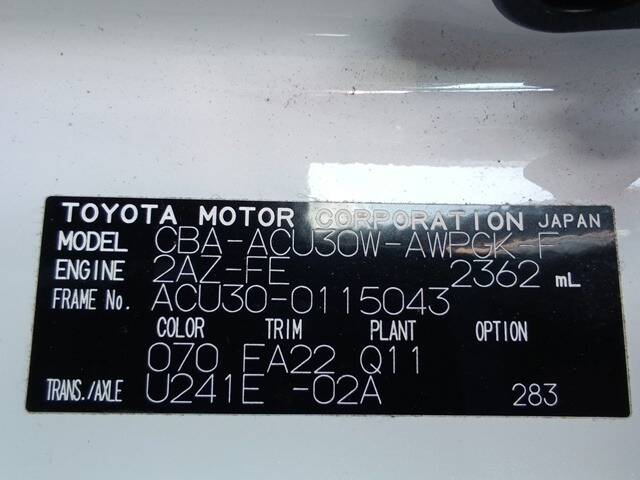 TOYOTA MOTOR CORPORATION JAPAN
MODEL CBA-ACU30W-AWPGK-F
ENGINE 2AZ-FE 2362 mL
FRAME No. ACU30-0115043
COLOR TRIM PLANT OPTION
070 EA22 Q11
TRANS./AXLE U241E -02A 283